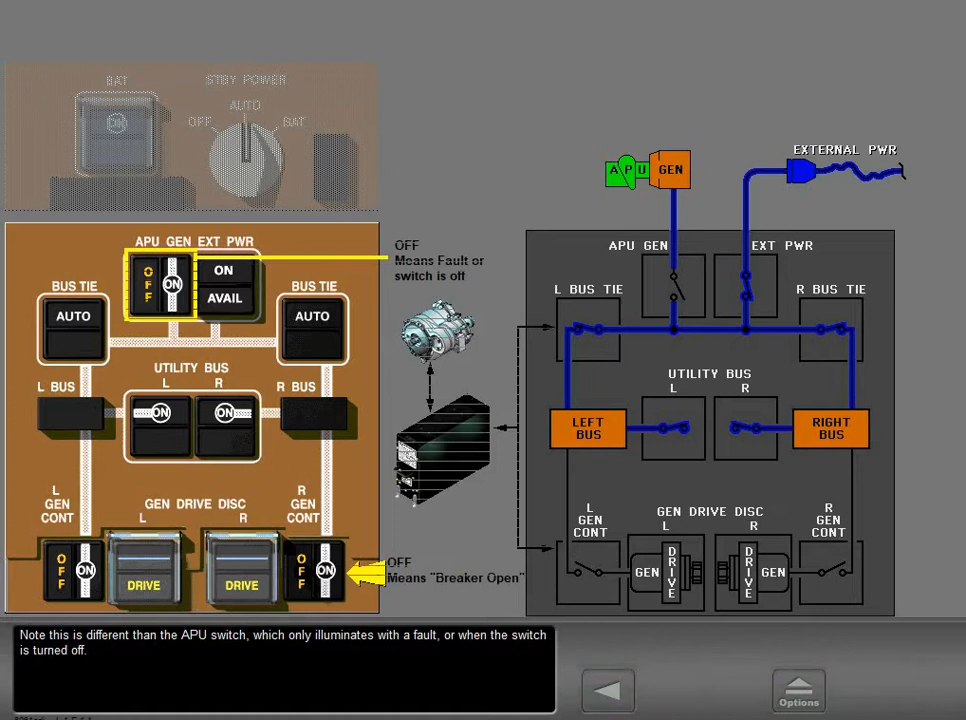 BAT
STBY POWER
AUTO
OFF
BAT
ON
APU GEN EXT PWR
OFF
ON
ON
AVAIL
OFF
Means Fault or
switch is off
BUS TIE
BUS TIE
AUTO
AUTO
UTILITY BUS
L R
L BUS
R BUS
ON
ON
L
GEN
CONT
GEN DRIVE DISC
L R
R
GEN
CONT
OFF
ON
DRIVE
DRIVE
OFF
ON
OFF
Means "Breaker Open"
EXTERNAL PWR
APU
GEN
APU GEN
EXT PWR
L BUS TIE
R BUS TIE
UTILITY BUS
L R
LEFT
BUS
RIGHT
BUS
L
GEN
CONT
GEN DRIVE DISC
L R
R
GEN
CONT
GEN
DRIVE
DRIVE
GEN
Note this is different than the APU switch, which only illuminates with a fault, or when the switch
is turned off.
Options